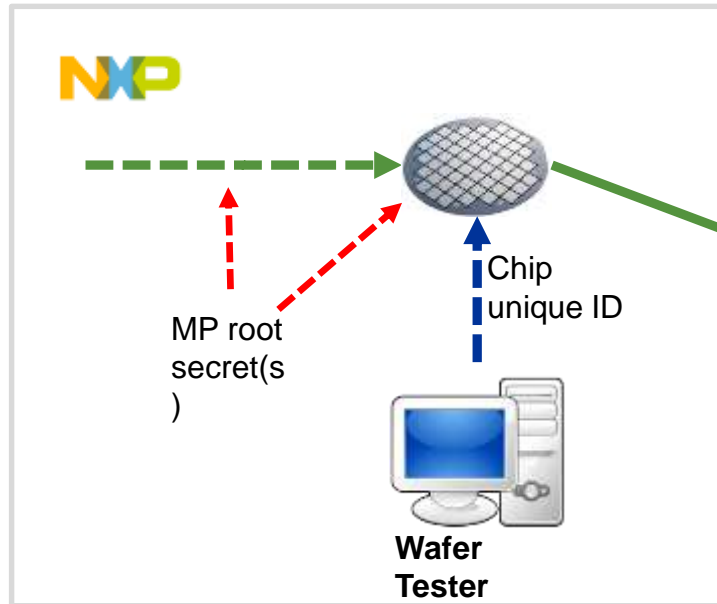 NXP
Chip
unique ID
MP root
secret(s
)
Wafer
Tester